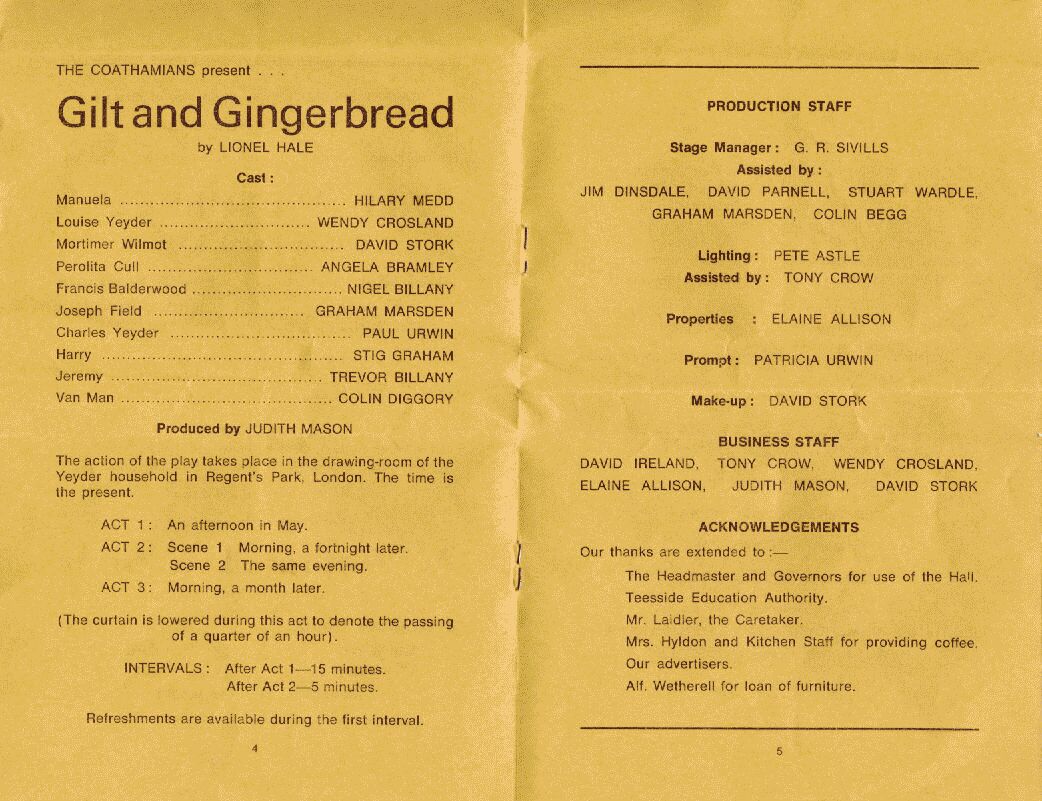 THE COATHAMIANS present . . .
Gilt and Gingerbread
by LIONEL HALE
Cast :
Manuela ........................................... HILARY MEDD
Louise Yeyder ............................. WENDY CROSLAND
Mortimer Wilmot ................................ DAVID STORK
Perolita Cull ................................ ANGELA BRAMLEY
Francis Balderwood ............................. NIGEL BILLANY
Joseph Field ............................. GRAHAM MARSDEN
Charles Yeyder ................................... PAUL URWIN
Harry .............................................. STIG GRAHAM
Jeremy ........................................ TREVOR BILLANY
Van Man ........................................ COLIN DIGGORY
Produced by JUDITH MASON
The action of the play takes place in the drawing-room of the
Yeyder household in Regent's Park, London. The time is
the present.
ACT 1 : An afternoon in May.
ACT 2 : Scene 1 Morning, a fortnight later.
Scene 2 The same evening.
ACT 3 : Morning, a month later.
(The curtain is lowered during this act to denote the passing
of a quarter of an hour).
INTERVALS : After Act 1—15 minutes.
After Act 2—5 minutes.
Refreshments are available during the first interval.
4
PRODUCTION STAFF
Stage Manager : G. R. SIVILLS
Assisted by :
JIM DINSDALE, DAVID PARNELL, STUART WARDLE,
GRAHAM MARSDEN, COLIN BEGG
Lighting : PETE ASTLE
Assisted by : TONY CROW
Properties : ELAINE ALLISON
Prompt : PATRICIA URWIN
Make-up : DAVID STORK
BUSINESS STAFF
DAVID IRELAND, TONY CROW, WENDY CROSLAND,
ELAINE ALLISON, JUDITH MASON, DAVID STORK
ACKNOWLEDGEMENTS
Our thanks are extended to :—
The Headmaster and Governors for use of the Hall.
Teesside Education Authority.
Mr. Laidler, the Caretaker.
Mrs. Hyldon and Kitchen Staff for providing coffee.
Our advertisers.
Alf. Wetherell for loan of furniture.
5